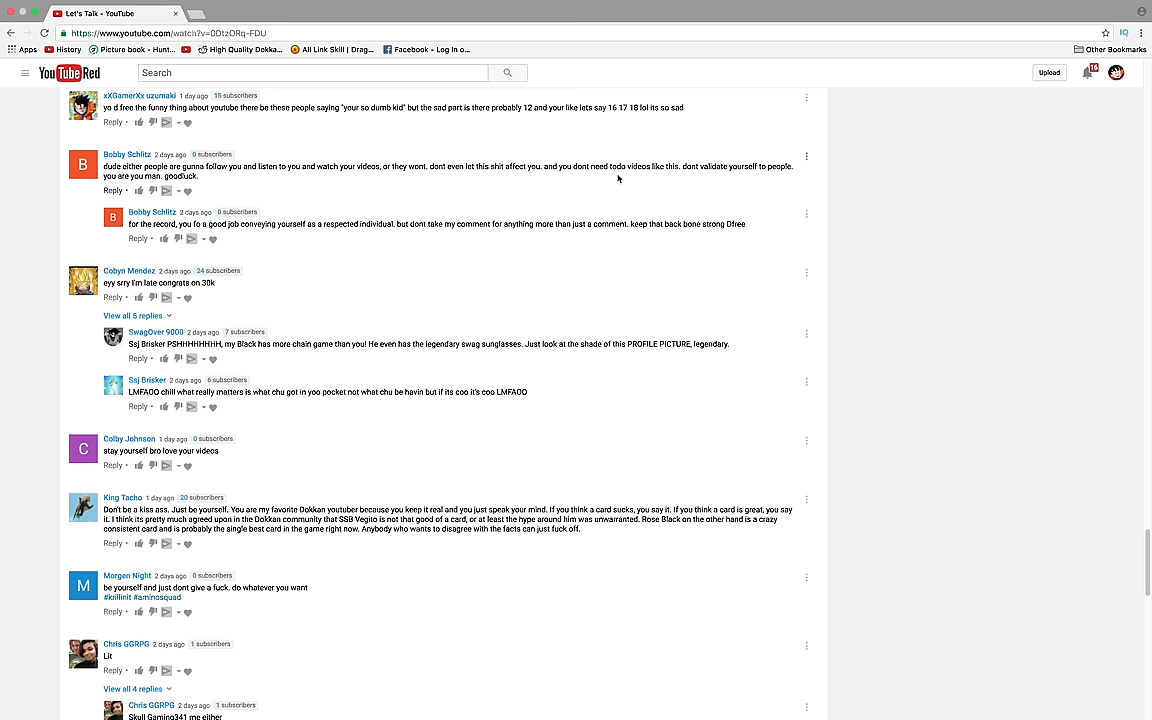 Let's Talk - YouTube
https://www.youtube.com/watch?v=0DtzORq-FDU
IQ
Apps History Picture book - Hunt... High Quality Dokka... All Link Skill | Drag... Facebook - Log In o... Other Bookmarks
YouTube Red Search Upload 16
xXGamerXx uzumaki 1 day ago 15 subscribers
yo d free the funny thing about youtube there be these people saying "your so dumb kid" but the sad part is there probably 12 and your like lets say 16 17 18 lol its so sad
Reply •
B
Bobby Schlitz 2 days ago 0 subscribers
dude either people are gunna follow you and listen to you and watch your videos, or they wont. dont even let this shit affect you. and you dont need todo videos like this. dont validate yourself to people.
you are you man. goodluck.
Reply •
B
Bobby Schlitz 2 days ago 0 subscribers
for the record, you fo a good job conveying yourself as a respected individual. but dont take my comment for anything more than just a comment. keep that back bone strong Dfree
Reply •
Cobyn Mendez 2 days ago 24 subscribers
eyy srry I'm late congrats on 30k
Reply •
View all 5 replies
SwagOver 9000 2 days ago 7 subscribers
Ssj Brisker PSHHHHHHHH, my Black has more chain game than you! He even has the legendary swag sunglasses. Just look at the shade of this PROFILE PICTURE, legendary.
Reply •
Ssj Brisker 2 days ago 6 subscribers
LMFAOO chill what really matters is what chu got in yoo pocket not what chu be havin but if its coo it's coo LMFAOO
Reply •
C
Colby Johnson 1 day ago 0 subscribers
stay yourself bro love your videos
Reply •
King Tacho 1 day ago 20 subscribers
Don't be a kiss ass. Just be yourself. You are my favorite Dokkan youtuber because you keep it real and you just speak your mind. If you think a card sucks, you say it. If you think a card is great, you say
it. I think its pretty much agreed upon in the Dokkan community that SSB Vegito is not that good of a card, or at least the hype around him was unwarranted. Rose Black on the other hand is a crazy
consistent card and is probably the single best card in the game right now. Anybody who wants to disagree with the facts can just fuck off.
Reply •
M
Morgen Night 2 days ago 0 subscribers
be yourself and just dont give a fuck. do whatever you want
#krillinit #aminosquad
Reply •
Chris GGRPG 2 days ago 1 subscribers
Lit
Reply •
View all 4 replies
Chris GGRPG 2 days ago 1 subscribers
Skull Gaming341 me either